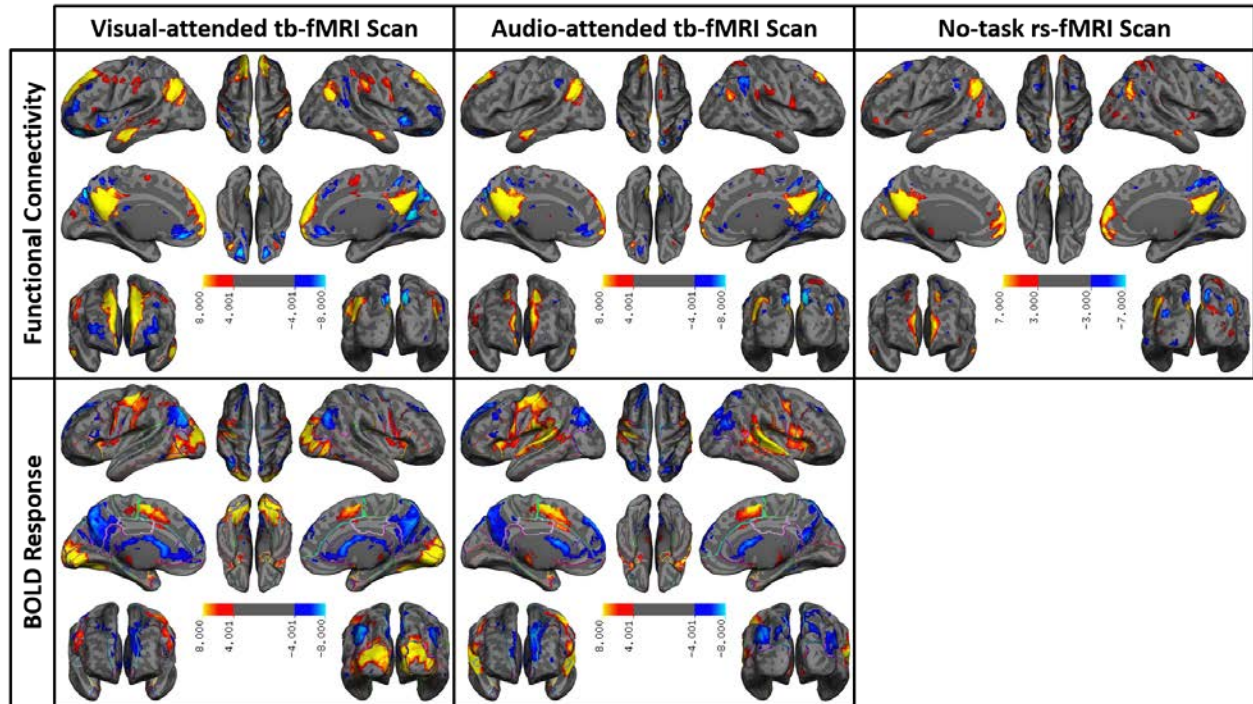 Visual-attended tb-fMRI Scan
Audio-attended tb-fMRI Scan
No-task rs-fMRI Scan
Functional Connectivity
8.000 4.001 -4.001 -8.000
8.000 4.001 -4.001 -8.000
7.000 3.000 -3.000 -7.000
BOLD Response
8.000 4.001 -4.001 -8.000
8.000 4.001 -4.001 -8.000